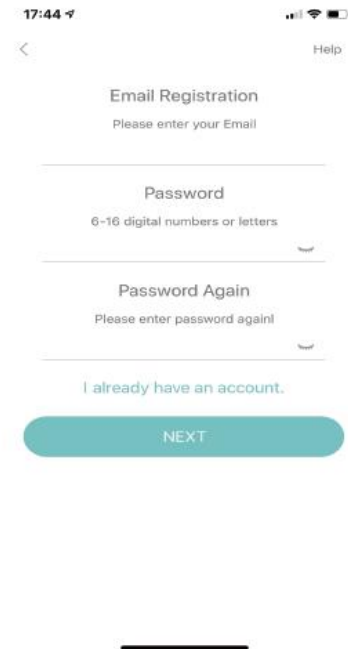 17:44
Help
Email Registration
Please enter your Email
Password
6-16 digital numbers or letters
Password Again
Please enter password again!
I already have an account.
NEXT